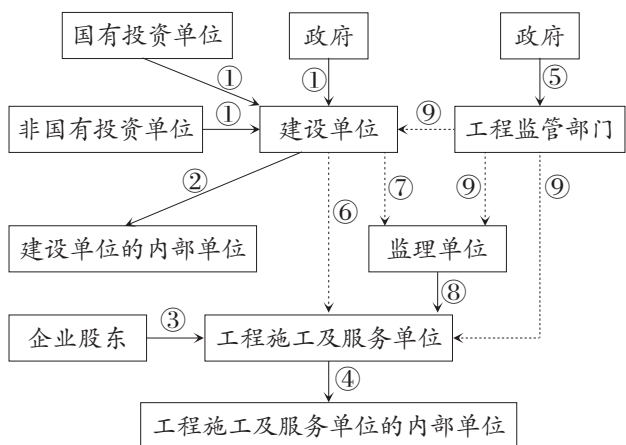 国有投资单位
政府
政府
①
①
⑤
非国有投资单位
①
建设单位
⑨
工程监管部门
②
⑥
⑦
⑨
⑨
建设单位的内部单位
监理单位
⑧
企业股东
③
工程施工及服务单位
④
工程施工及服务单位的内部单位